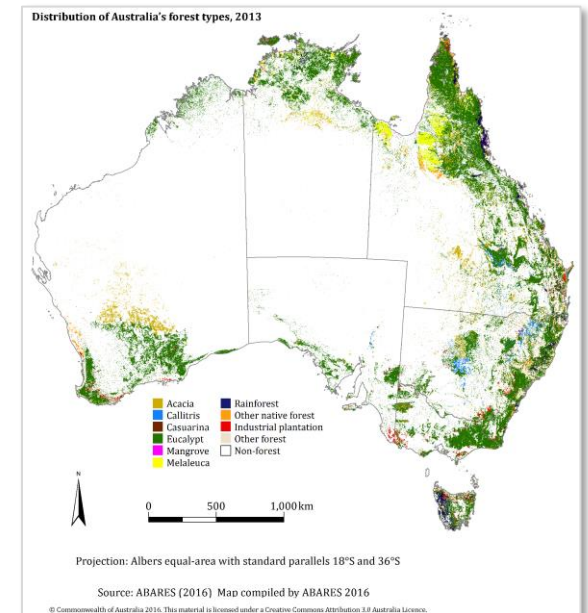 Distribution of Australia's forest types, 2013
Acacia
Callitris
Casuarina
Eucalypt
Mangrove
Melaleuca
Rainforest
Other native forest
Industrial plantation
Other forest
Non-forest
N
0 500 1,000 km
Projection: Albers equal-area with standard parallels 18°S and 36°S
Source: ABARES (2016) Map compiled by ABARES 2016
© Commonwealth of Australia 2016. This material is licensed under a Creative Commons Attribution 3.0 Australia Licence.